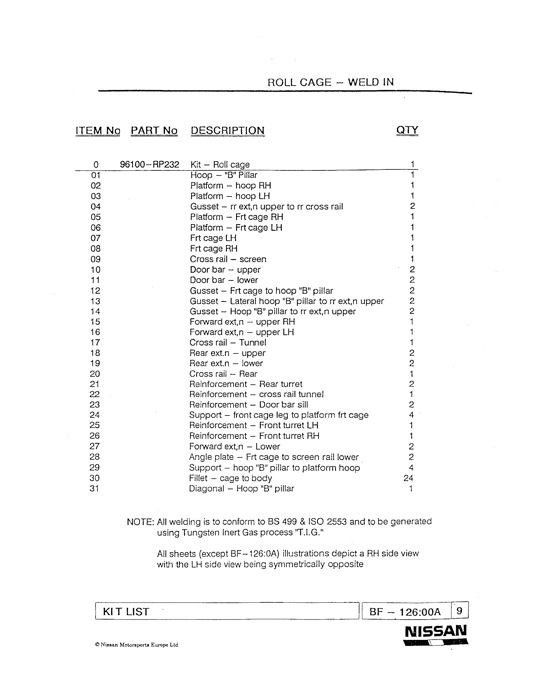 ROLL CAGE – WELD IN
ITEM No PART No DESCRIPTION QTY
0 96100–RP232 Kit – Roll cage 1
01 Hoop – "B" Pillar 1
02 Platform – hoop RH 1
03 Platform – hoop LH 1
04 Gusset – rr ext,n upper to rr cross rail 2
05 Platform – Frt cage RH 1
06 Platform – Frt cage LH 1
07 Frt cage LH 1
08 Frt cage RH 1
09 Cross rail – screen 1
10 Door bar – upper 2
11 Door bar – lower 2
12 Gusset – Frt cage to hoop "B" pillar 2
13 Gusset – Lateral hoop "B" pillar to rr ext,n upper 2
14 Gusset – Hoop "B" pillar to rr ext,n upper 2
15 Forward ext,n – upper RH 1
16 Forward ext,n – upper LH 1
17 Cross rail – Tunnel 1
18 Rear ext.n – upper 2
19 Rear ext.n – lower 2
20 Cross rail – Rear 1
21 Reinforcement – Rear turret 2
22 Reinforcement – cross rail tunnel 1
23 Reinforcement – Door bar sill 2
24 Support – front cage leg to platform frt cage 4
25 Reinforcement – Front turret LH 1
26 Reinforcement – Front turret RH 1
27 Forward ext,n – Lower 2
28 Angle plate – Frt cage to screen rail lower 2
29 Support – hoop "B" pillar to platform hoop 4
30 Fillet – cage to body 24
31 Diagonal – Hoop "B" pillar 1
NOTE: All welding is to conform to BS 499 & ISO 2553 and to be generated
using Tungsten Inert Gas process "T.I.G."
All sheets (except BF–126:0A) illustrations depict a RH side view
with the LH side view being symmetrically opposite
KIT LIST BF – 126:00A 9
NISSAN
© Nissan Motorsports Europe Ltd